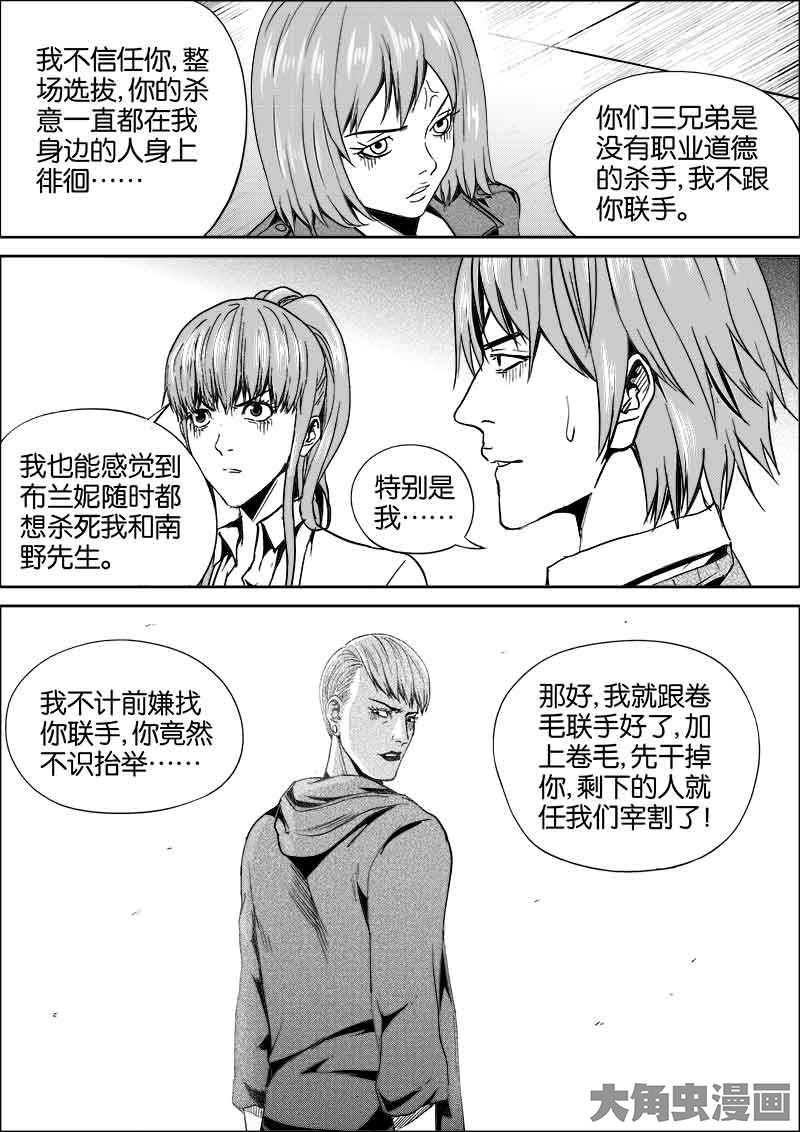 我不信任你,整
场选拔,你的杀
意一直都在我
身边的人身上
徘徊……
你们三兄弟是
没有职业道德
的杀手,我不跟
你联手。
我也能感觉到
布兰妮随时都
想杀死我和南
野先生。
特别是
我……
我不计前嫌找
你联手,你竟然
不识抬举……
那好,我就跟卷
毛联手好了,加
上卷毛,先干掉
你,剩下的人就
任我们宰割了!
大角虫漫画